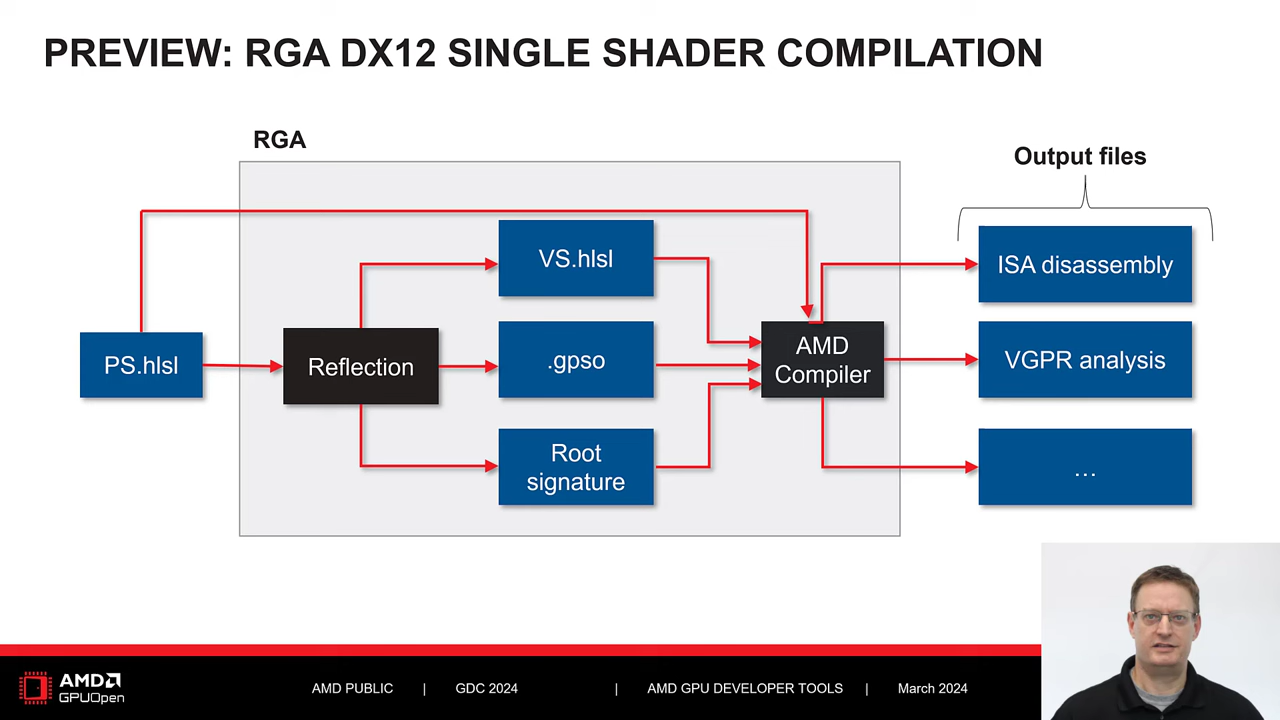 PREVIEW: RGA DX12 SINGLE SHADER COMPILATION
RGA
Output files
PS.hlsl
Reflection
VS.hlsl
.gpso
Root
signature
AMD
Compiler
ISA disassembly
VGPR analysis
...
AMD
GPUOpen
AMD PUBLIC | GDC 2024 | AMD GPU DEVELOPER TOOLS | March 2024